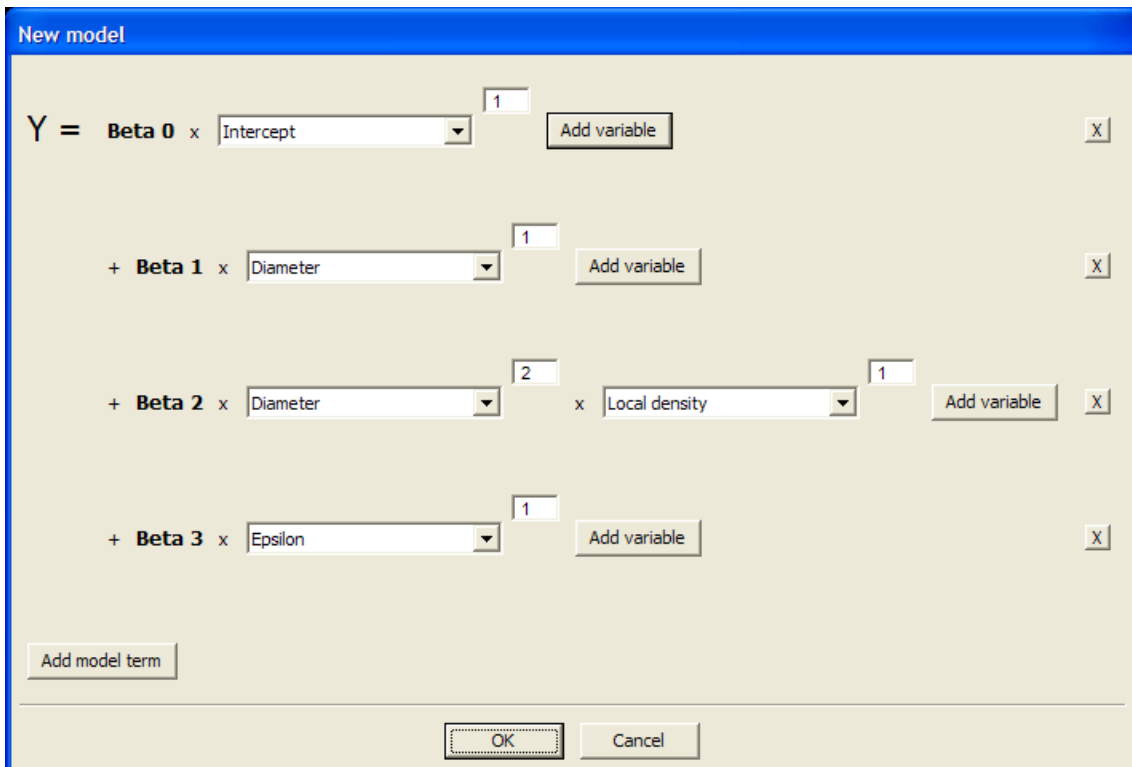 New model
1
Y = Beta 0 x Intercept Add variable X
1
+ Beta 1 x Diameter Add variable X
2 1
+ Beta 2 x Diameter x Local density Add variable X
1
+ Beta 3 x Epsilon Add variable X
Add model term
OK Cancel